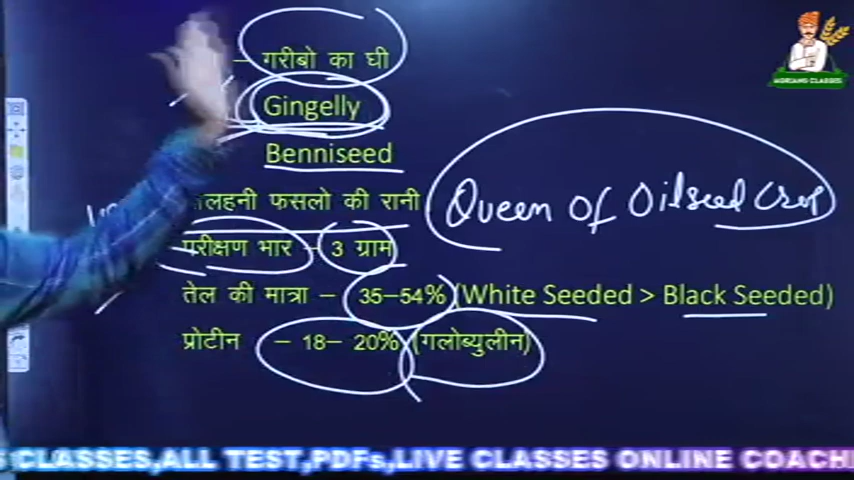 – गरीबो का घी
Gingelly
Benniseed
तिलहनी फसलो की रानी
Queen of Oilseed Crop
परीक्षण भार – 3 ग्राम
तेल की मात्रा – 35–54% (White Seeded > Black Seeded)
प्रोटीन – 18– 20% (गलोब्युलीन)
AGRIANS CLASSES
CLASSES,ALL TEST,PDFs,LIVE CLASSES ONLINE COACHI